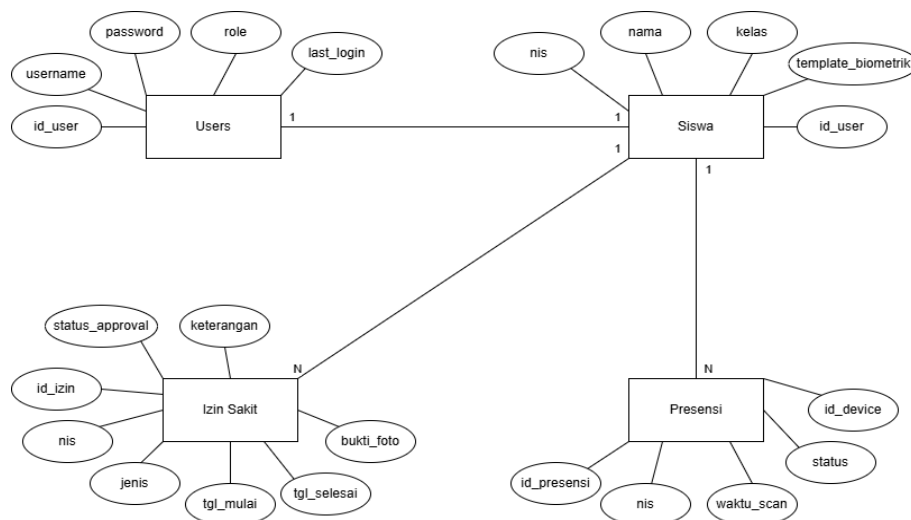 password
role
last_login
username
id_user
Users
1
nis
nama
kelas
template_biometrik
1
Siswa
id_user
1
1
status_approval
keterangan
N
id_izin
Izin Sakit
nis
bukti_foto
jenis
tgl_mulai
tgl_selesai
N
Presensi
id_device
status
id_presensi
nis
waktu_scan